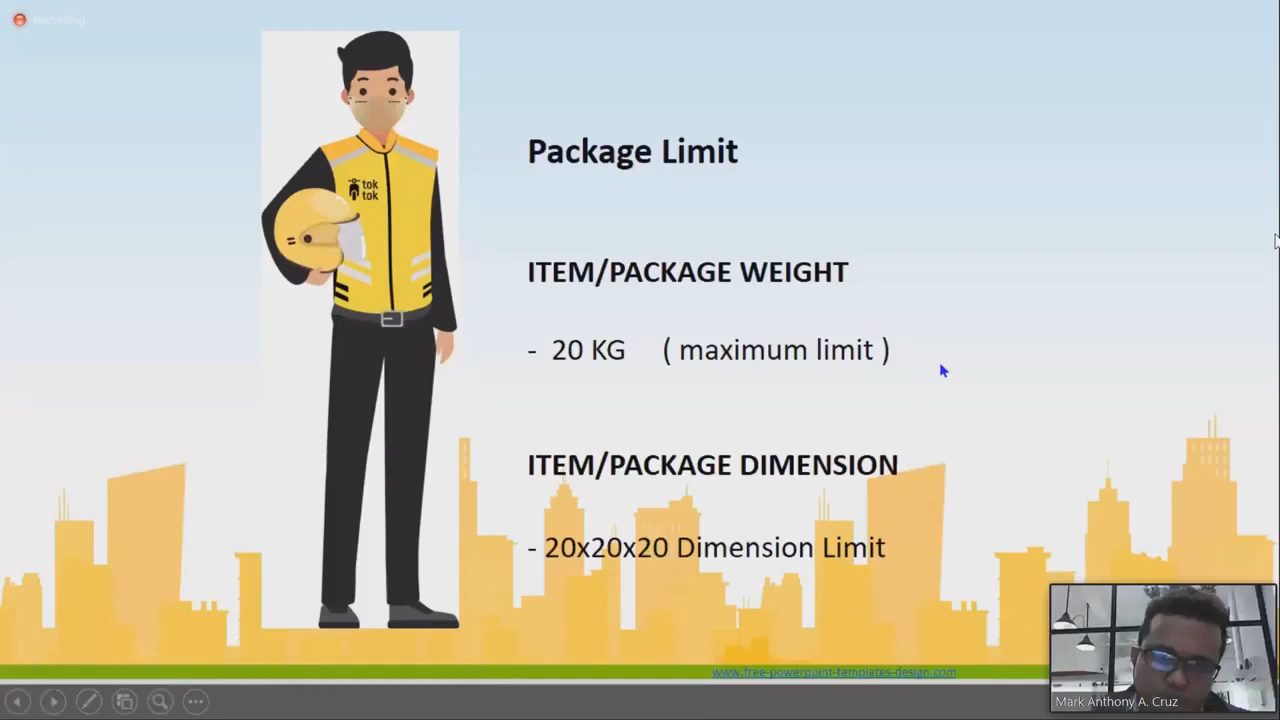 Recording
Package Limit
tok
tok
ITEM/PACKAGE WEIGHT
- 20 KG ( maximum limit )
ITEM/PACKAGE DIMENSION
- 20x20x20 Dimension Limit
www.free-powerpoint-templates-design.com
Mark Anthony A. Cruz